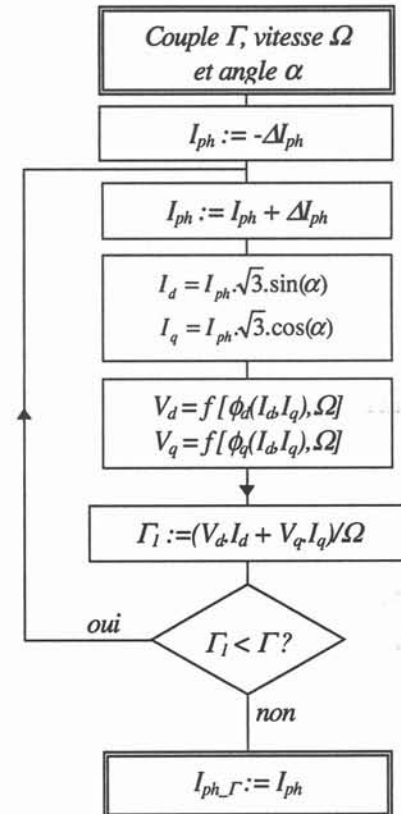 Couple Γ, vitesse Ω
et angle α
I_ph := -ΔI_ph
I_ph := I_ph + ΔI_ph
I_d = I_ph.√3.sin(α)
I_q = I_ph.√3.cos(α)
V_d = f[ϕ_d(I_d,I_q),Ω]
V_q = f[ϕ_q(I_d,I_q),Ω]
Γ_1 :=(V_d.I_d + V_q.I_q)/Ω
oui
Γ_1 < Γ?
non
I_ph_Γ := I_ph